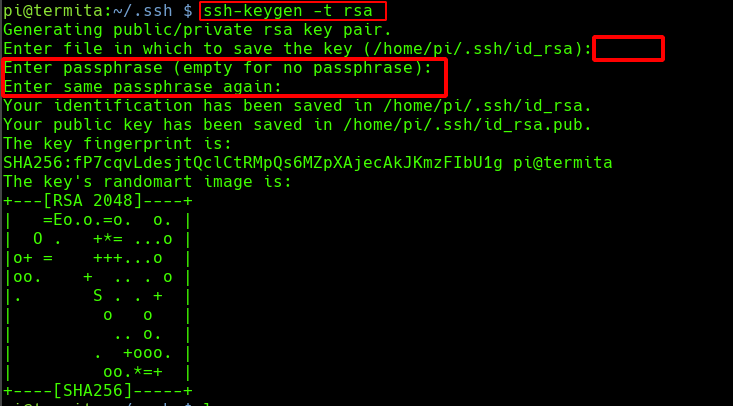 pi@termita:~/.ssh $ ssh-keygen -t rsa
Generating public/private rsa key pair.
Enter file in which to save the key (/home/pi/.ssh/id_rsa):
Enter passphrase (empty for no passphrase):
Enter same passphrase again:
Your identification has been saved in /home/pi/.ssh/id_rsa.
Your public key has been saved in /home/pi/.ssh/id_rsa.pub.
The key fingerprint is:
SHA256:fP7cqvLdesjtQclCtRMpQs6MZpXAjecAkJKmzFIbU1g pi@termita
The key's randomart image is:
+---[RSA 2048]----+
|   =Eo.o.=o.  o. |
|  O .   +*= ...o |
|o+ =    +++...o  |
|oo.    +  .. . o |
|.       S . . +  |
|         o   o   |
|          .. o.  |
|        .  +ooo. |
|         oo.*=+  |
+----[SHA256]-----+